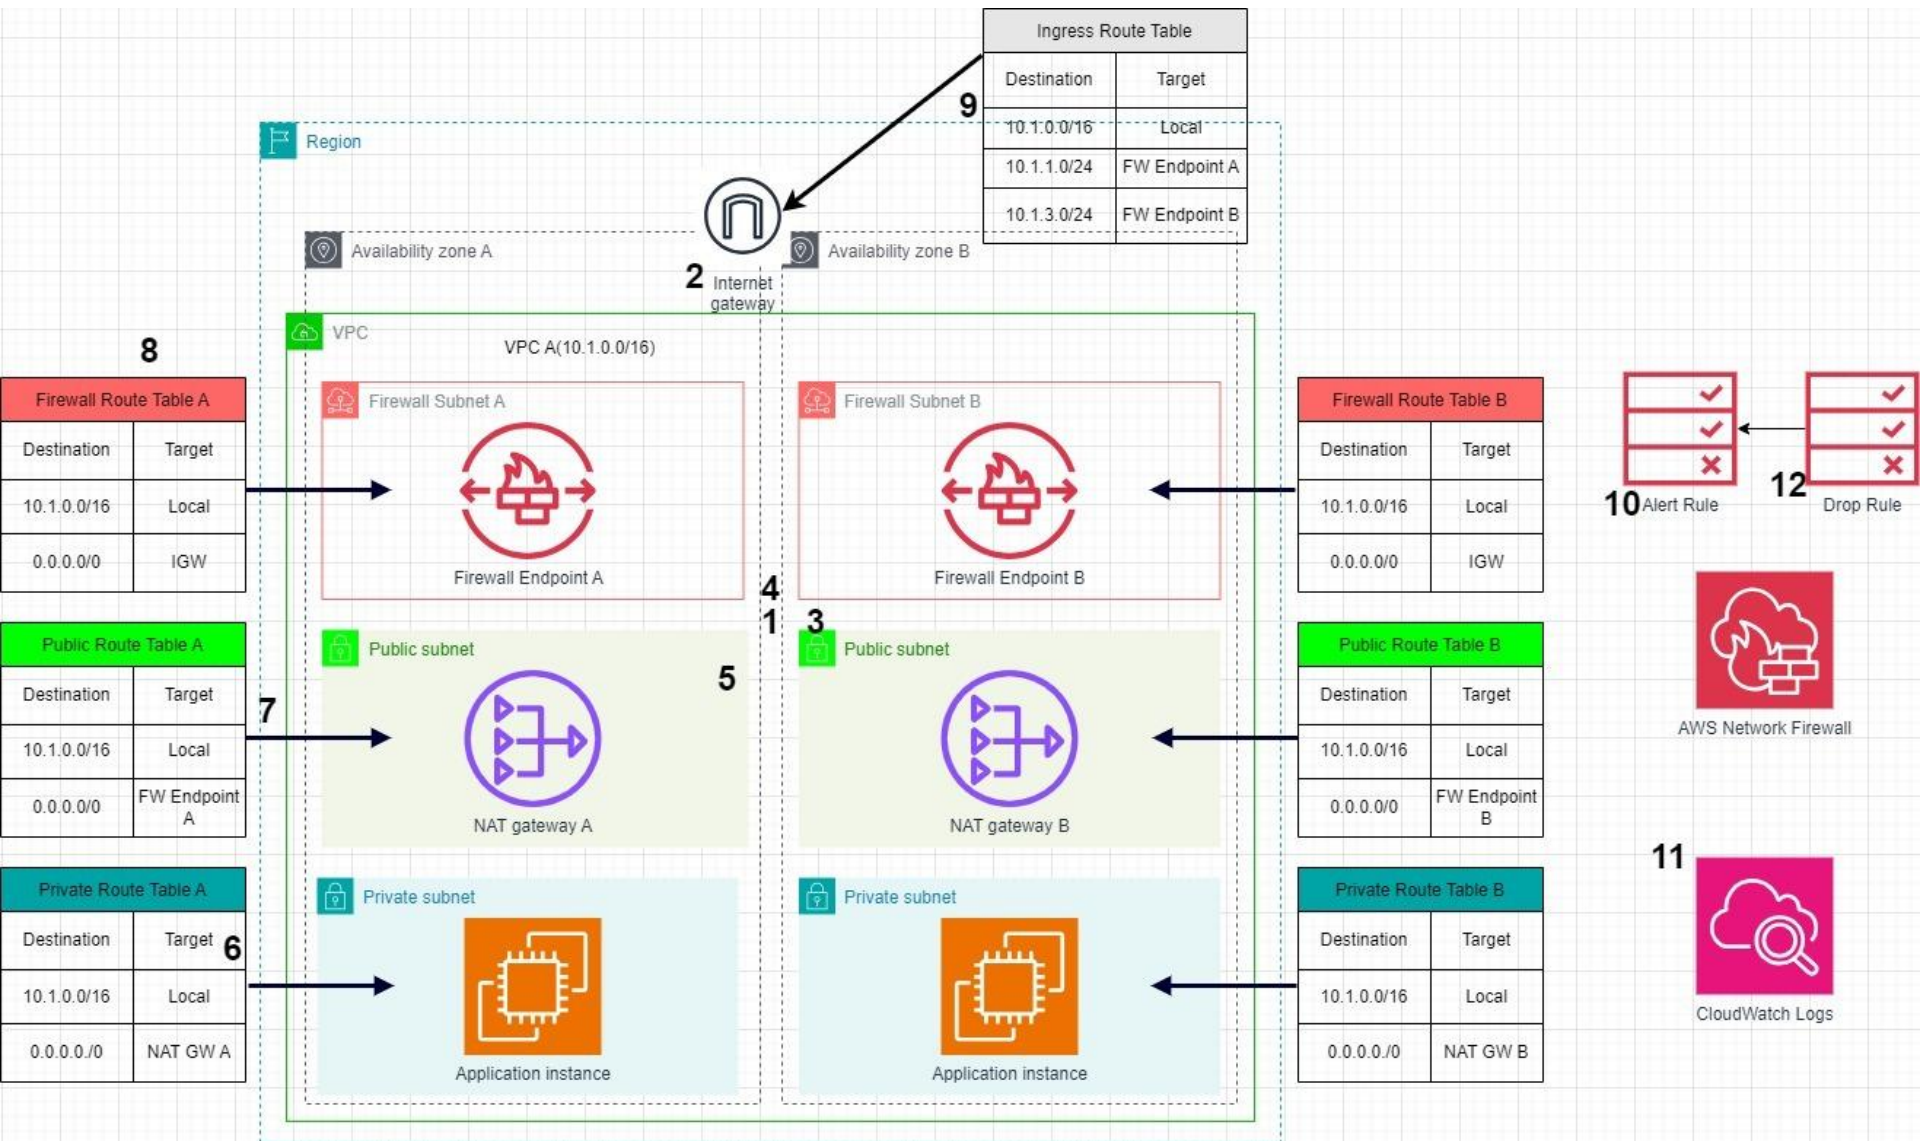 Ingress Route Table
Destination Target
9
10.1.0.0/16 Local
10.1.1.0/24 FW Endpoint A
10.1.3.0/24 FW Endpoint B
Region
Availability zone A
Availability zone B
2
Internet
gateway
VPC
VPC A(10.1.0.0/16)
8
Firewall Route Table A
Destination Target
10.1.0.0/16 Local
0.0.0.0/0 IGW
Firewall Subnet A
Firewall Endpoint A
Firewall Subnet B
Firewall Endpoint B
Firewall Route Table B
Destination Target
10.1.0.0/16 Local
0.0.0.0/0 IGW
10 Alert Rule
12 Drop Rule
4
1 3
Public Route Table A
Destination Target
10.1.0.0/16 Local
0.0.0.0/0 FW Endpoint
A
7
Public subnet
5
NAT gateway A
Public subnet
NAT gateway B
Public Route Table B
Destination Target
10.1.0.0/16 Local
0.0.0.0/0 FW Endpoint
B
AWS Network Firewall
Private Route Table A
Destination Target
6
10.1.0.0/16 Local
0.0.0.0./0 NAT GW A
Private subnet
Application instance
Private subnet
Application instance
Private Route Table B
Destination Target
10.1.0.0/16 Local
0.0.0.0./0 NAT GW B
11
CloudWatch Logs